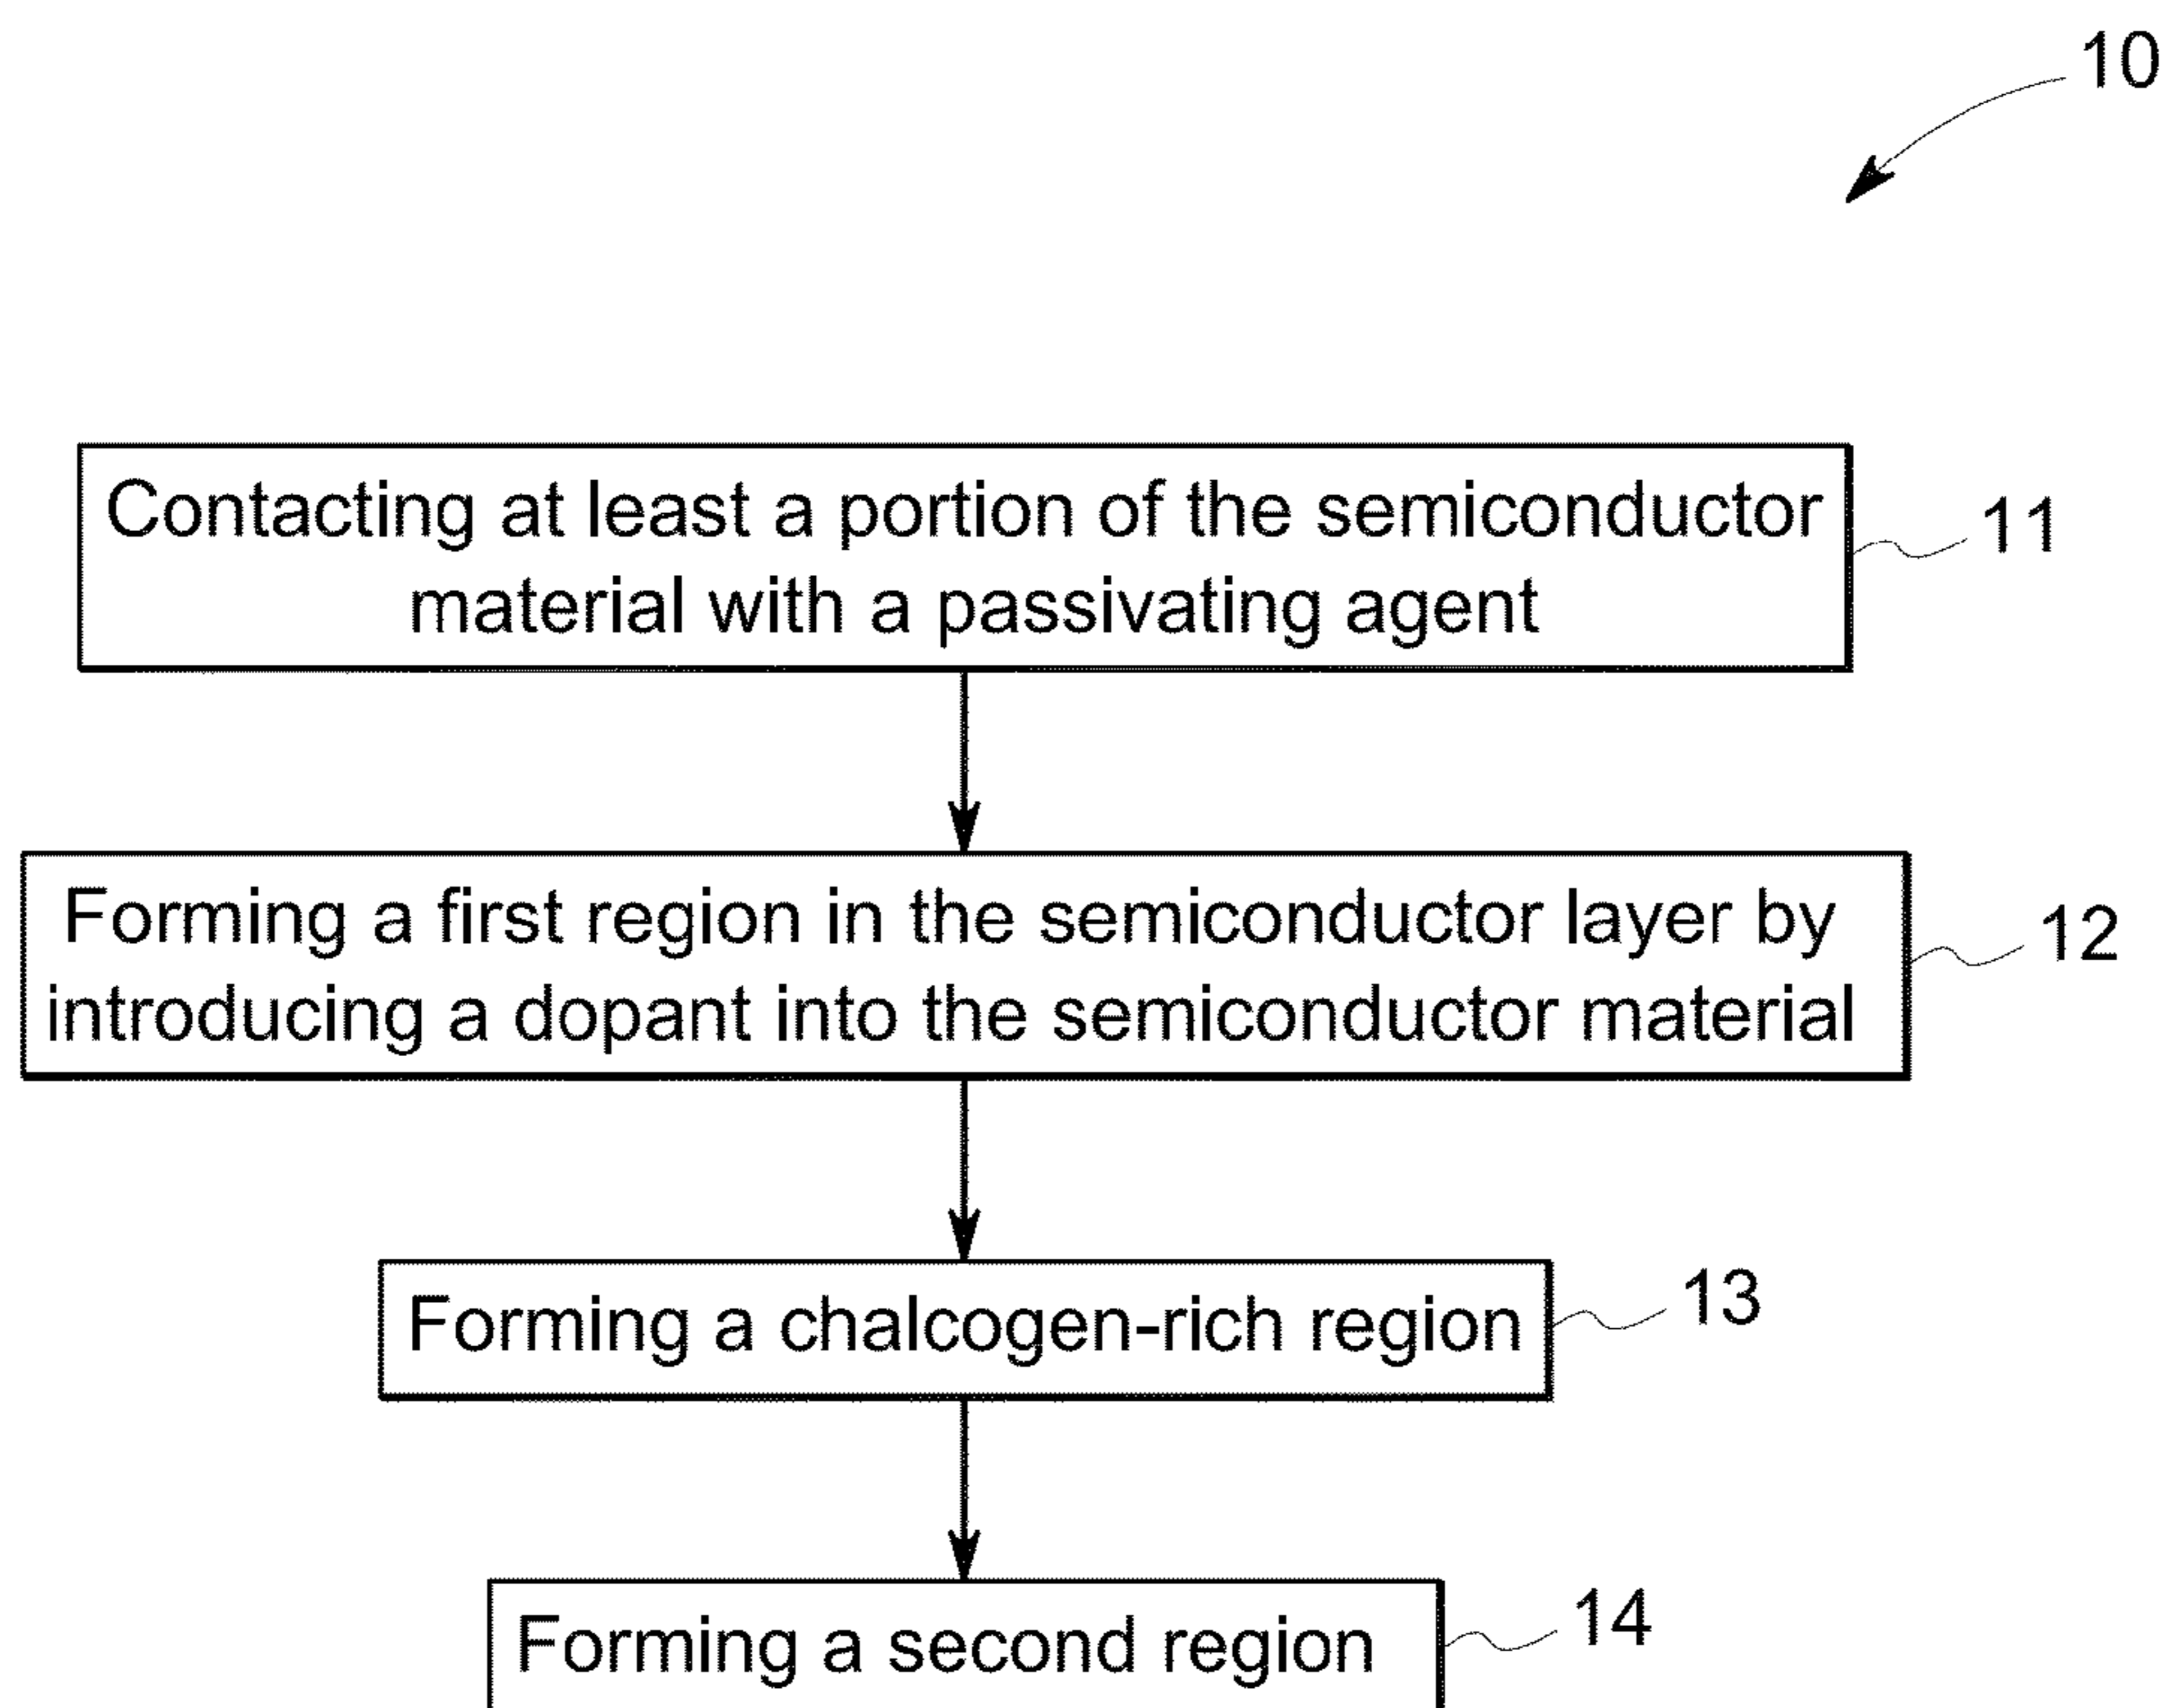 10
Contacting at least a portion of the semiconductor
material with a passivating agent
11
Forming a first region in the semiconductor layer by
introducing a dopant into the semiconductor material
12
Forming a chalcogen-rich region
13
Forming a second region
14